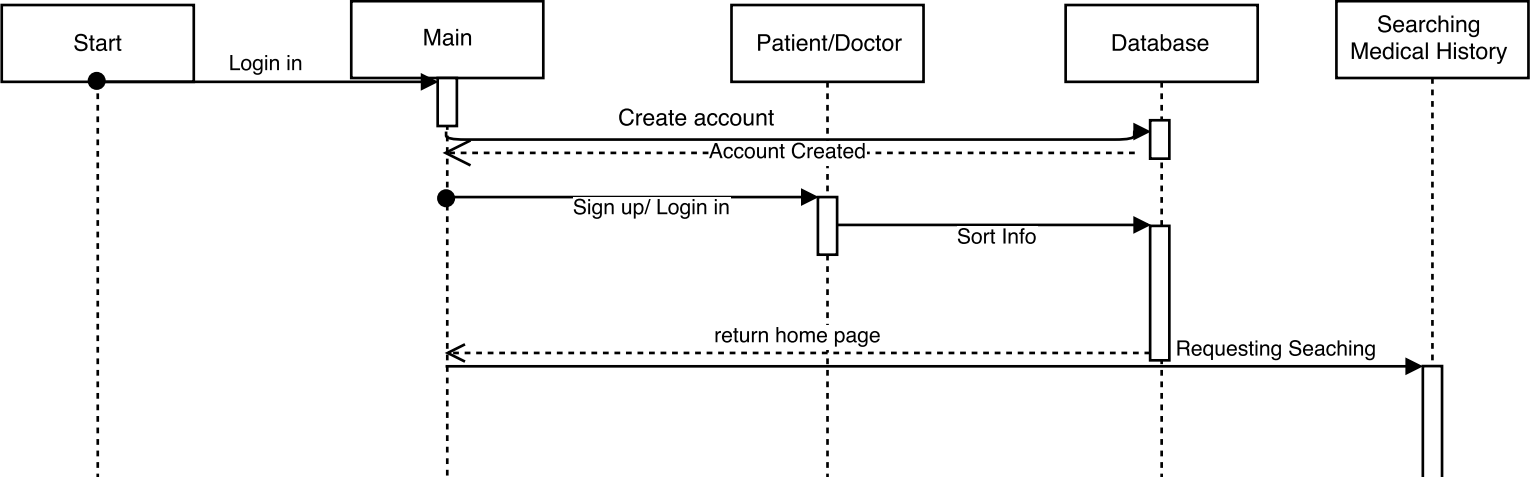 Start
Main
Patient/Doctor
Database
Searching
Medical History
Login in
Create account
Account Created
Sign up/ Login in
Sort Info
return home page
Requesting Seaching